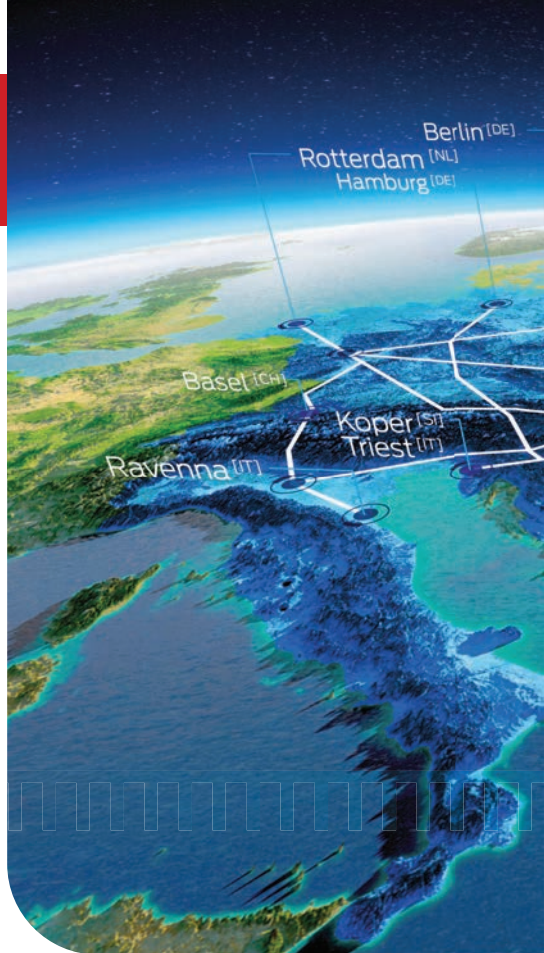 Berlin [DE]
Rotterdam [NL]
Hamburg [DE]
Basel [CH]
Koper [SI]
Triest [IT]
Ravenna [IT]